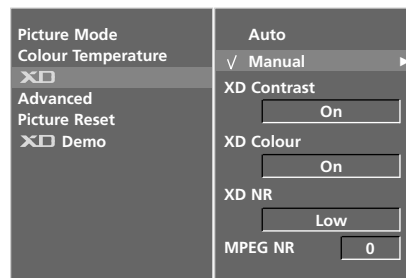 Picture Mode
Colour Temperature
XD
Advanced
Picture Reset
XD Demo
Auto
√ Manual
XD Contrast
On
XD Colour
On
XD NR
Low
MPEG NR 0